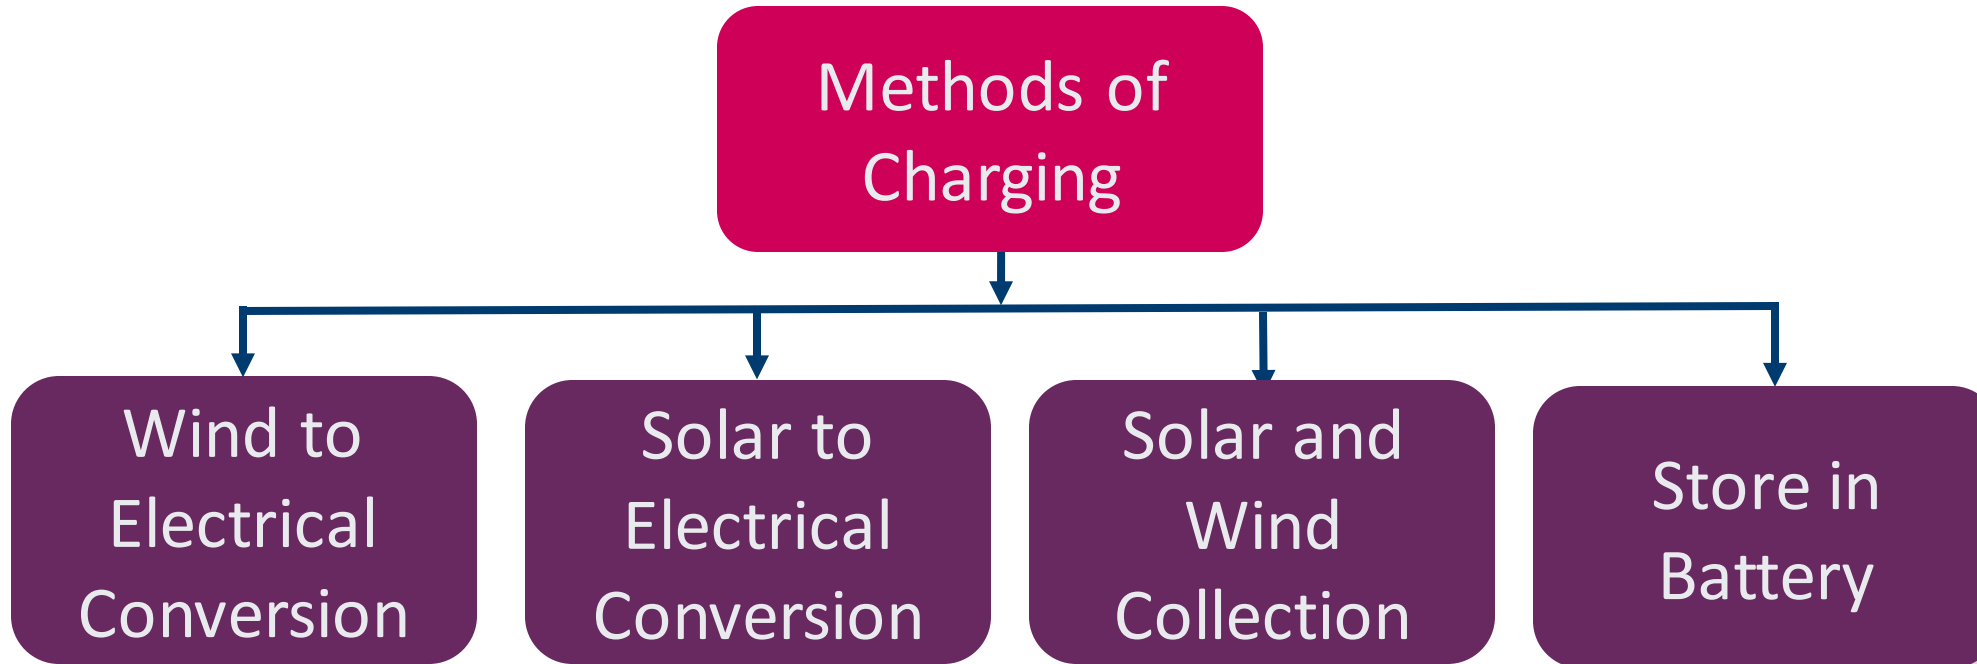 Methods of
Charging
Wind to
Electrical
Conversion
Solar to
Electrical
Conversion
Solar and
Wind
Collection
Store in
Battery